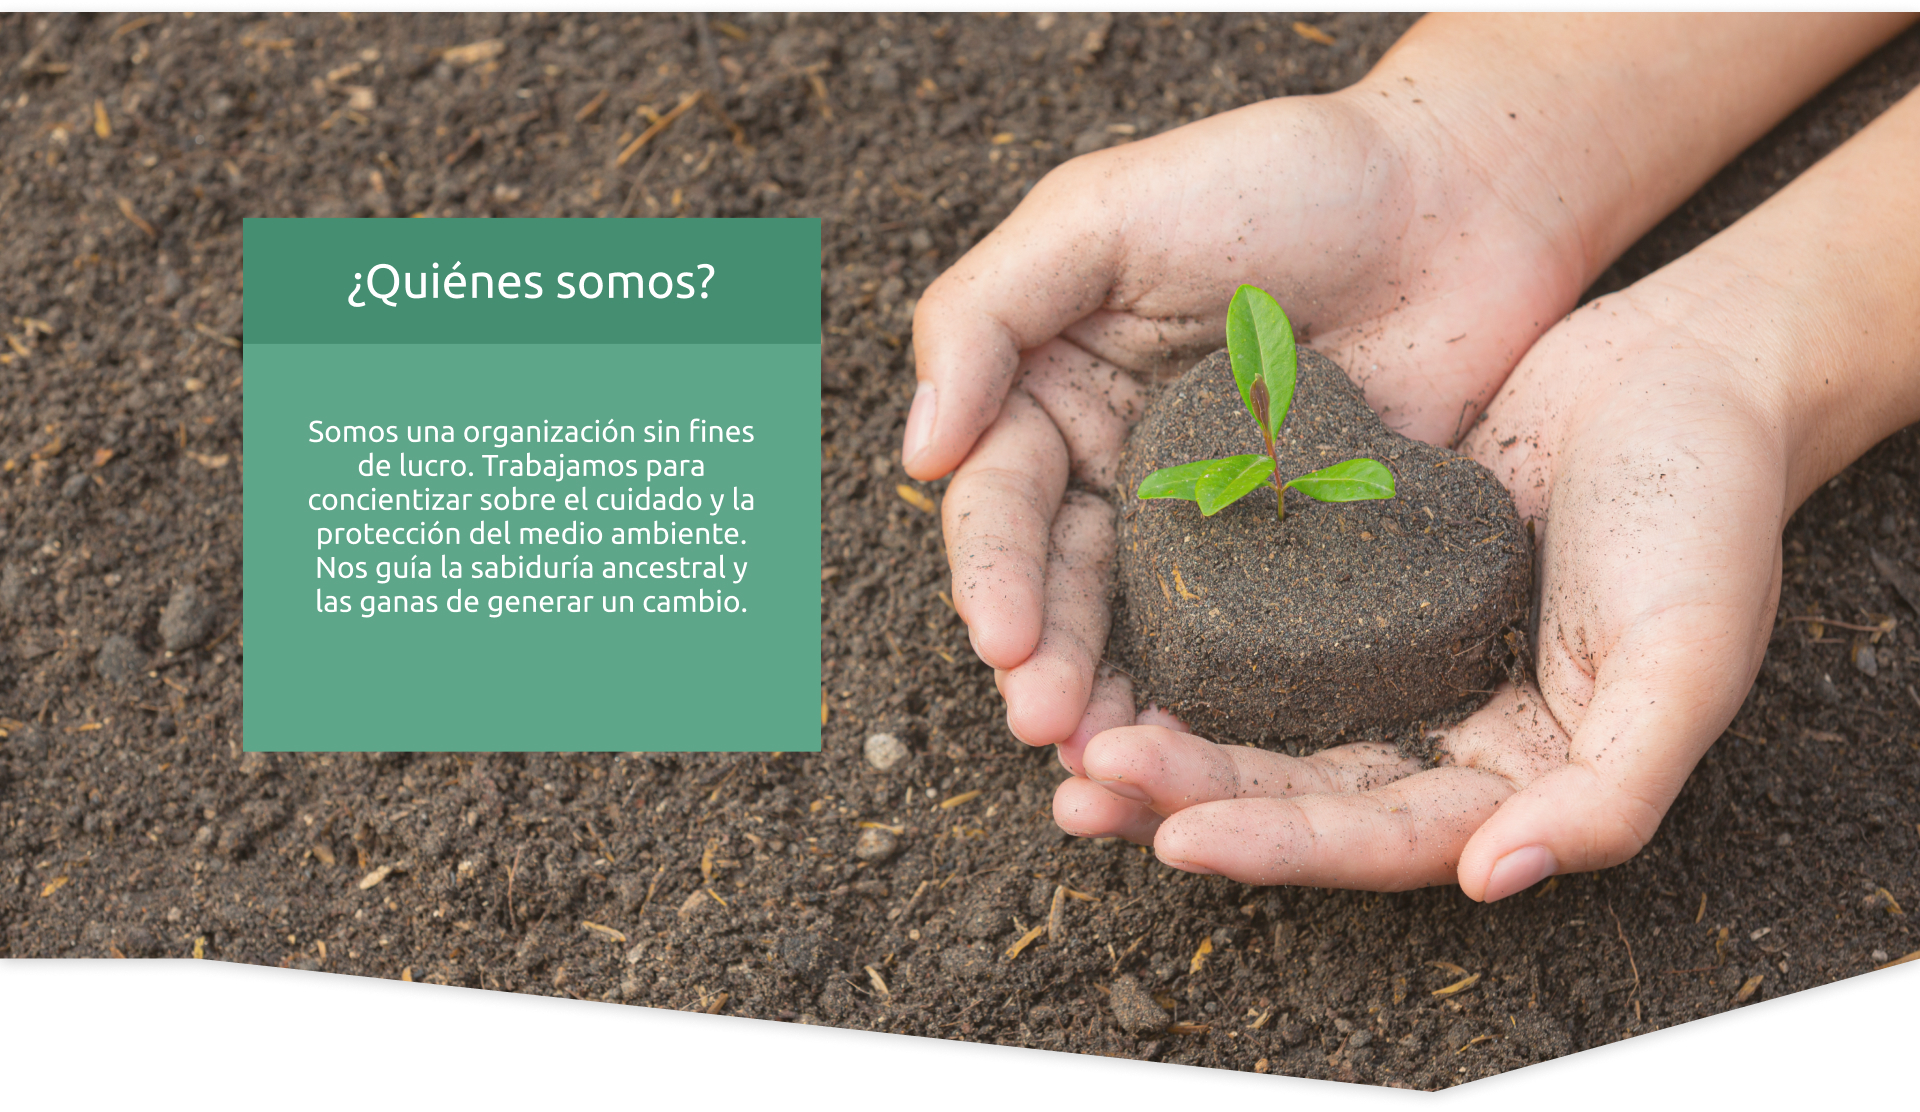 ¿Quiénes somos?
Somos una organización sin fines
de lucro. Trabajamos para
concientizar sobre el cuidado y la
protección del medio ambiente.
Nos guía la sabiduría ancestral y
las ganas de generar un cambio.